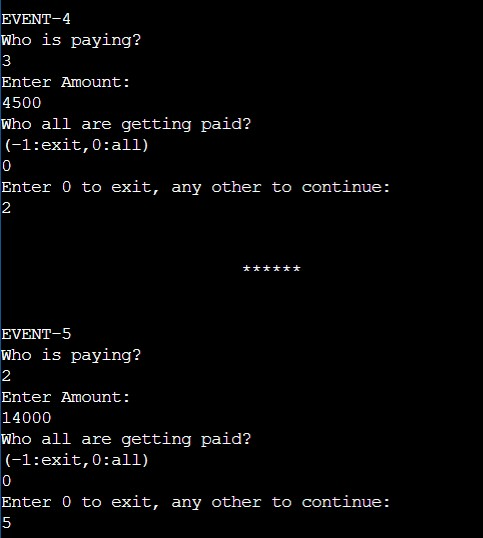 EVENT-4
Who is paying?
3
Enter Amount:
4500
Who all are getting paid?
(-1:exit,0:all)
0
Enter 0 to exit, any other to continue:
2
******
EVENT-5
Who is paying?
2
Enter Amount:
14000
Who all are getting paid?
(-1:exit,0:all)
0
Enter 0 to exit, any other to continue:
5